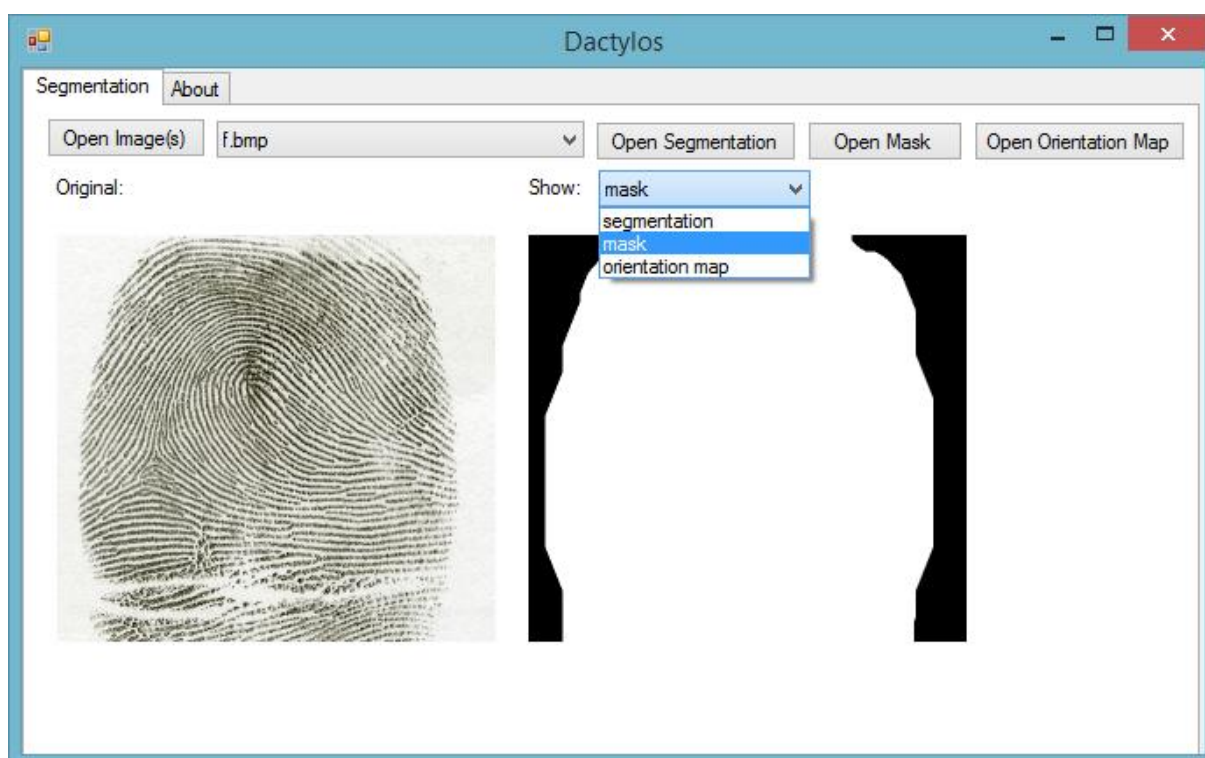 Dactylos
Segmentation About
Open Image(s) f.bmp Open Segmentation Open Mask Open Orientation Map
Original: Show: mask
segmentation
mask
orientation map